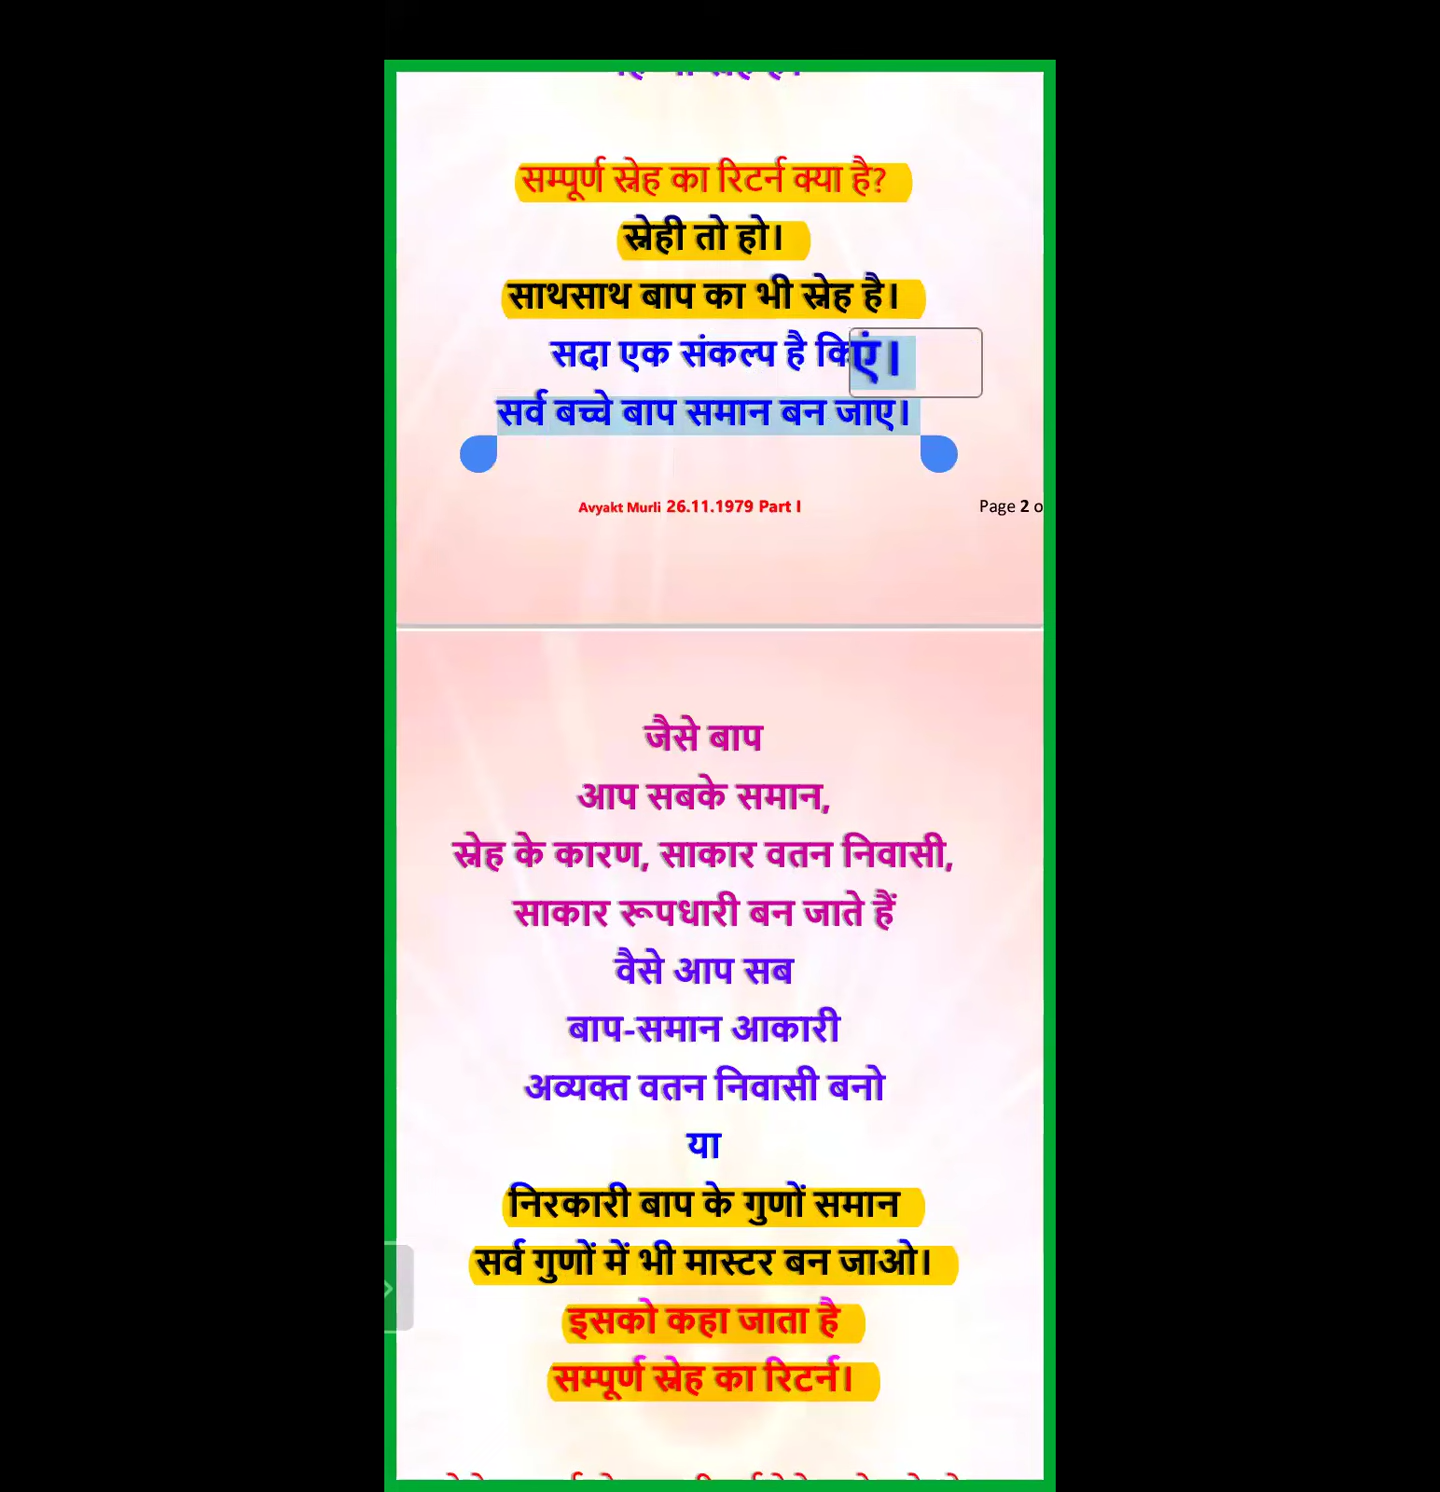 सम्पूर्ण स्नेह का रिटर्न क्या है?
स्नेही तो हो।
साथसाथ बाप का भी स्नेह है।
सदा एक संकल्प है कि
एं।
सर्व बच्चे बाप समान बन जाए।
Avyakt Murli 26.11.1979 Part I
Page 2 o
जैसे बाप
आप सबके समान,
स्नेह के कारण, साकार वतन निवासी,
साकार रूपधारी बन जाते हैं
वैसे आप सब
बाप-समान आकारी
अव्यक्त वतन निवासी बनो
या
निरकारी बाप के गुणों समान
सर्व गुणों में भी मास्टर बन जाओ।
इसको कहा जाता है
सम्पूर्ण स्नेह का रिटर्न।